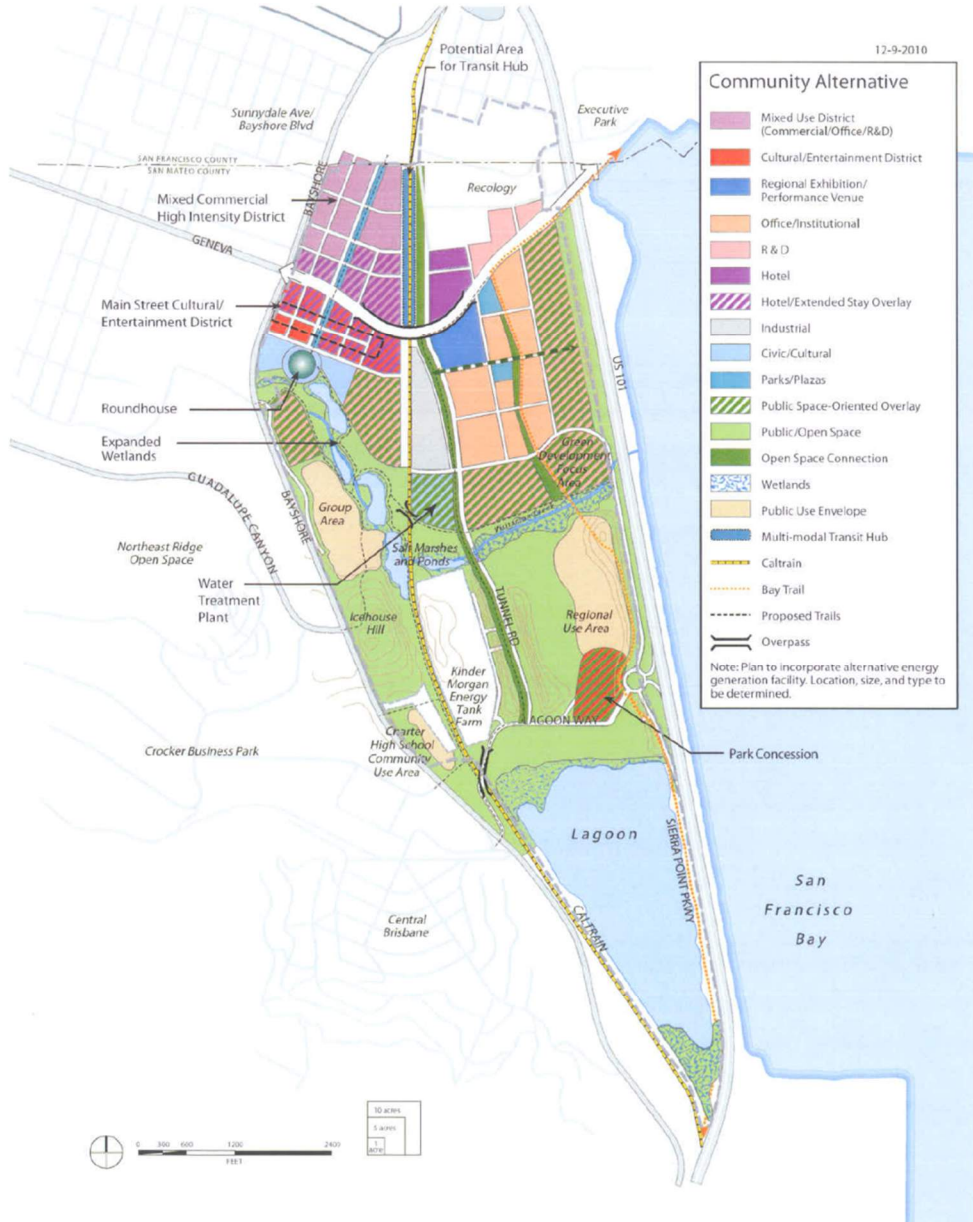 12-9-2010
Potential Area
for Transit Hub
Sunnydale Ave/
Bayshore Blvd
Executive
Park
SAN FRANCISCO COUNTY
SAN MATEO COUNTY
BAYSHORE
Recology
Mixed Commercial
High Intensity District
GENEVA
Main Street Cultural/
Entertainment District
US 101
Roundhouse
Expanded
Wetlands
Green
Development
Focus
Area
GUADALUPE CANYON
BAYSHORE
Group
Area
Northeast Ridge
Open Space
Salt Marshes
and Ponds
Water
Treatment
Plant
TUNNEL RD
Icehouse
Hill
Regional
Use Area
Kinder
Morgan
Energy
Tank
Farm
LAGOON WAY
Charter
High School
Community
Use Area
Crocker Business Park
Park Concession
Lagoon
SIERRA POINT PKWY
San
Francisco
Bay
Central
Brisbane
CALTRAIN
Community Alternative
Mixed Use District
(Commercial/Office/R&D)
Cultural/Entertainment District
Regional Exhibition/
Performance Venue
Office/Institutional
R & D
Hotel
Hotel/Extended Stay Overlay
Industrial
Civic/Cultural
Parks/Plazas
Public Space-Oriented Overlay
Public/Open Space
Open Space Connection
Wetlands
Public Use Envelope
Multi-modal Transit Hub
Caltrain
Bay Trail
Proposed Trails
Overpass
Note: Plan to incorporate alternative energy
generation facility. Location, size, and type to
be determined.
10 acres
5 acres
1
acre
0 300 600 1200 2400
FEET